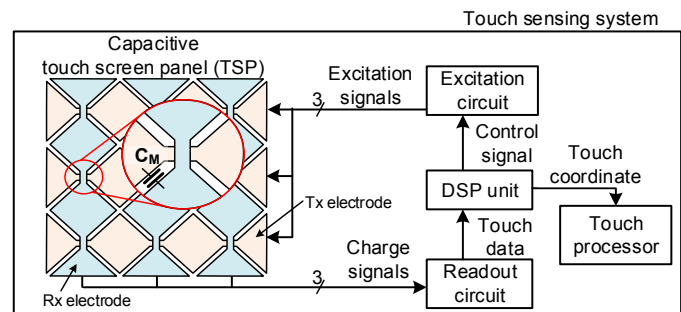 Touch sensing system
Capacitive
touch screen panel (TSP)
Excitation
signals
3
Excitation
circuit
Control
signal
CM
Tx electrode
DSP unit
Touch
coordinate
Touch
data
Touch
processor
Charge
signals
3
Readout
circuit
Rx electrode